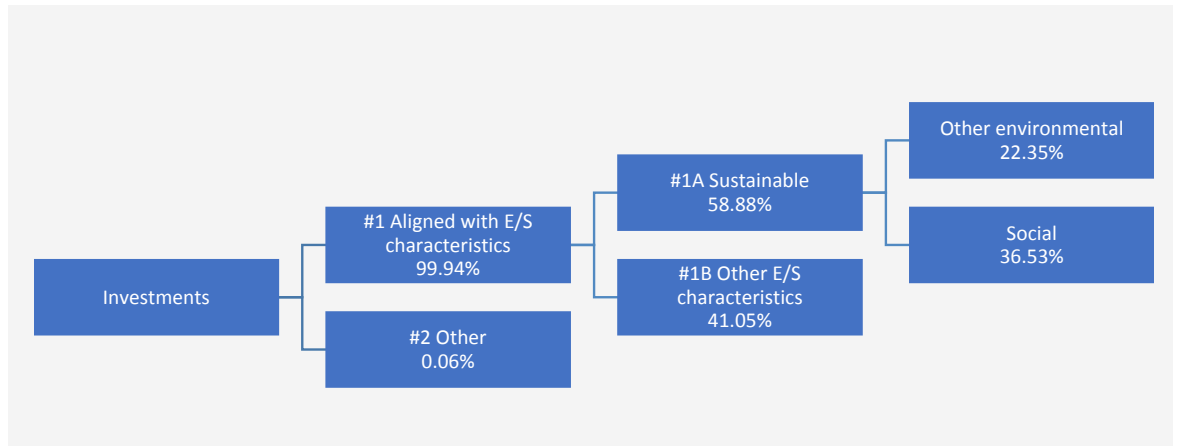 Investments
#1 Aligned with E/S
characteristics
99.94%
#2 Other
0.06%
#1A Sustainable
58.88%
#1B Other E/S
characteristics
41.05%
Other environmental
22.35%
Social
36.53%